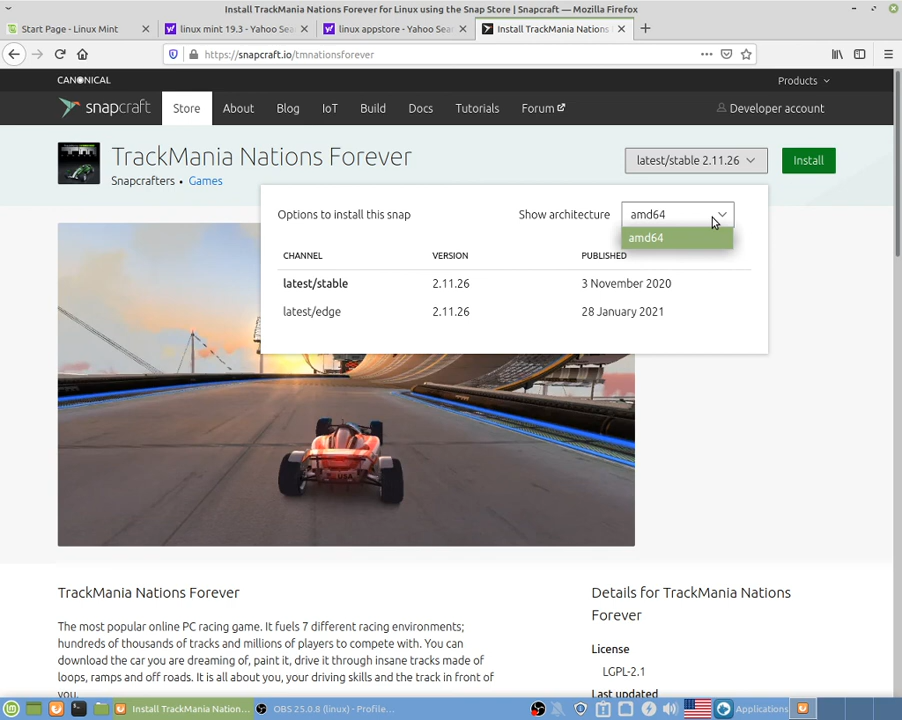 Install TrackMania Nations Forever for Linux using the Snap Store | Snapcraft — Mozilla Firefox
Start Page - Linux Mint
linux mint 19.3 - Yahoo Sea
linux appstore - Yahoo Sea
Install TrackMania Nations
https://snapcraft.io/tmnationsforever
CANONICAL
Products
snapcraft
Store
About
Blog
IoT
Build
Docs
Tutorials
Forum
Developer account
TrackMania Nations Forever
Snapcrafters • Games
latest/stable 2.11.26
Install
Options to install this snap
Show architecture
amd64
amd64
CHANNEL VERSION PUBLISHED
latest/stable 2.11.26 3 November 2020
latest/edge 2.11.26 28 January 2021
TrackMania Nations Forever
The most popular online PC racing game. It fuels 7 different racing environments;
hundreds of thousands of tracks and millions of players to compete with. You can
download the car you are dreaming of, paint it, drive it through insane tracks made of
loops, ramps and off roads. It is all about you, your driving skills and the track in front of
you.
Details for TrackMania Nations
Forever
License
LGPL-2.1
Last updated
Install TrackMania Nation...
OBS 25.0.8 (linux) - Profile...
Applications